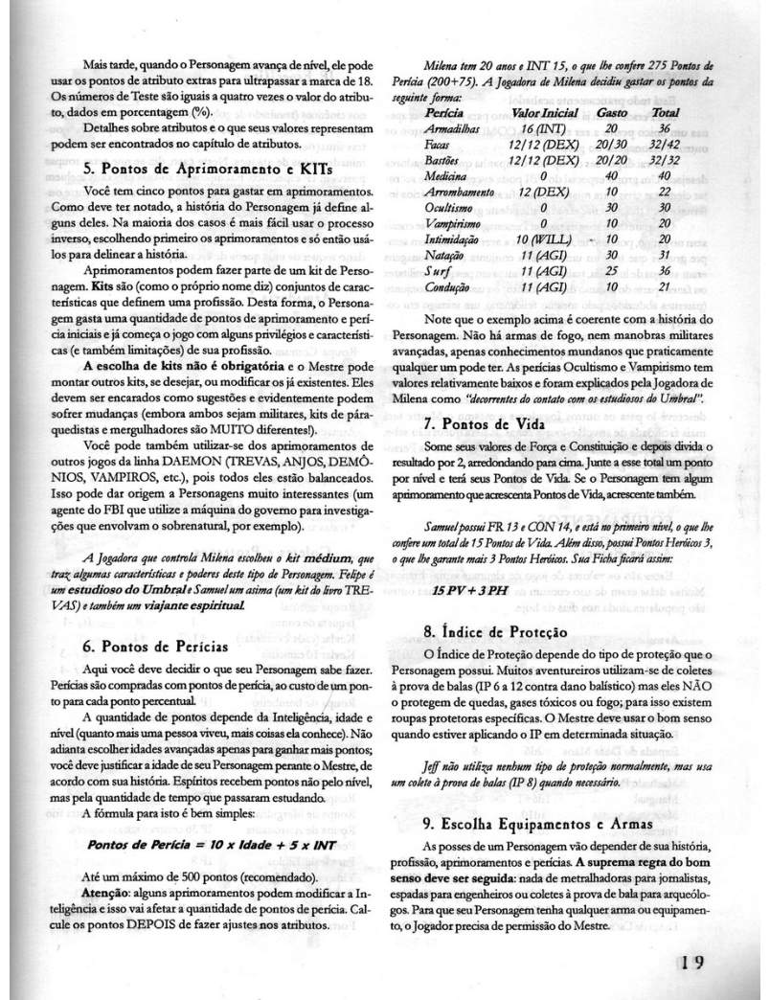 Mais tarde, quando o Personagem avança de nível, ele pode
usar os pontos de atributo extras para ultrapassar a marca de 18.
Os números de Teste são iguais a quatro vezes o valor do atribu-
to, dados em porcentagem (%).
Detalhes sobre atributos e o que seus valores representam
podem ser encontrados no capítulo de atributos.
5. Pontos de Aprimoramento e KITs
Você tem cinco pontos para gastar em aprimoramentos.
Como deve ter notado, a história do Personagem já define al-
guns deles. Na maioria dos casos é mais fácil usar o processo
inverso, escolhendo primeiro os aprimoramentos e só então usá-
los para delinear a história.
Aprimoramentos podem fazer parte de um kit de Perso-
nagem. Kits são (como o próprio nome diz) conjuntos de carac-
terísticas que definem uma profissão. Desta forma, o Persona-
gem gasta uma quantidade de pontos de aprimoramento e perí-
cia iniciais e já começa o jogo com alguns privilégios e característi-
cas (e também limitações) de sua profissão.
A escolha de kits não é obrigatória e o Mestre pode
montar outros kits, se desejar, ou modificar os já existentes. Eles
devem ser encarados como sugestões e evidentemente podem
sofrer mudanças (embora ambos sejam militares, kits de pára-
quedistas e mergulhadores são MUITO diferentes!).
Você pode também utilizar-se dos aprimoramentos de
outros jogos da linha DAEMON (TREVAS, ANJOS, DEMÔ-
NIOS, VAMPIROS, etc.), pois todos eles estão balanceados.
Isso pode dar origem a Personagens muito interessantes (um
agente do FBI que utilize a máquina do governo para investiga-
ções que envolvam o sobrenatural, por exemplo).
A Jogadora que controla Milena escolheu o kit médium, que
traz algumas características e poderes deste tipo de Personagem. Felipe é
um estudioso do Umbral e Samuel um asima (um kit do livro TRE-
VAS) e também um viajante espiritual.
6. Pontos de Perícias
Aqui você deve decidir o que seu Personagem sabe fazer.
Perícias são compradas com pontos de perícia, ao custo de um pon-
to para cada ponto percentual.
A quantidade de pontos depende da Inteligência, idade e
nível (quanto mais uma pessoa viveu, mais coisas ela conhece). Não
adianta escolher idades avançadas apenas para ganhar mais pontos;
você deve justificar a idade de seu Personagem perante o Mestre, de
acordo com sua história. Espíritos recebem pontos não pelo nível,
mas pela quantidade de tempo que passaram estudando.
A fórmula para isto é bem simples:
Pontos de Perícia = 10 x Idade + 5 x INT
Até um máximo de 500 pontos (recomendado).
Atenção: alguns aprimoramentos podem modificar a In-
teligência e isso vai afetar a quantidade de pontos de perícia. Cal-
cule os pontos DEPOIS de fazer ajustes nos atributos.
Milena tem 20 anos e INT 15, o que lhe confere 275 Pontos de
Perícia (200+75). A Jogadora de Milena decidiu gastar os pontos da
seguinte forma:
Perícia Valor Inicial Gasto Total
Armadilhas 16 (INT) 20 36
Facas 12/12 (DEX) 20/30 32/42
Bastões 12/12 (DEX) 20/20 32/32
Medicina 0 40 40
Arrombamento 12 (DEX) 10 22
Ocultismo 0 30 30
Vampirismo 0 10 20
Intimidação 10 (WILL) 10 20
Natação 11 (AGI) 30 31
Surf 11 (AGI) 25 36
Condução 11 (AGI) 10 21
Note que o exemplo acima é coerente com a história do
Personagem. Não há armas de fogo, nem manobras militares
avançadas, apenas conhecimentos mundanos que praticamente
qualquer um pode ter. As perícias Ocultismo e Vampirismo tem
valores relativamente baixos e foram explicados pela Jogadora de
Milena como "decorrentes do contato com os estudiosos do Umbral".
7. Pontos de Vida
Some seus valores de Força e Constituição e depois divida o
resultado por 2, arredondando para cima. Junte a esse total um ponto
por nível e terá seus Pontos de Vida. Se o Personagem tem algum
aprimoramento que acrescenta Pontos de Vida, acrescente também.
Samuel possui FR 13 e CON 14, e está no primeiro nível, o que lhe
confere um total de 15 Pontos de Vida. Além disso, possui Pontos Heróicos 3,
o que lhe garante mais 3 Pontos Heróicos. Sua Ficha ficará assim:
15 PV + 3 PH
8. Índice de Proteção
O Índice de Proteção depende do tipo de proteção que o
Personagem possui. Muitos aventureiros utilizam-se de coletes
à prova de balas (IP 6 a 12 contra dano balístico) mas eles NÃO
o protegem de quedas, gases tóxicos ou fogo; para isso existem
roupas protetoras específicas. O Mestre deve usar o bom senso
quando estiver aplicando o IP em determinada situação.
Jeff não utiliza nenhum tipo de proteção normalmente, mas usa
um colete à prova de balas (IP 8) quando necessário.
9. Escolha Equipamentos e Armas
As posses de um Personagem vão depender de sua história,
profissão, aprimoramentos e perícias. A suprema regra do bom
senso deve ser seguida: nada de metralhadoras para jornalistas,
espadas para engenheiros ou coletes à prova de bala para arqueólo-
gos. Para que seu Personagem tenha qualquer arma ou equipamen-
to, o Jogador precisa de permissão do Mestre.
19